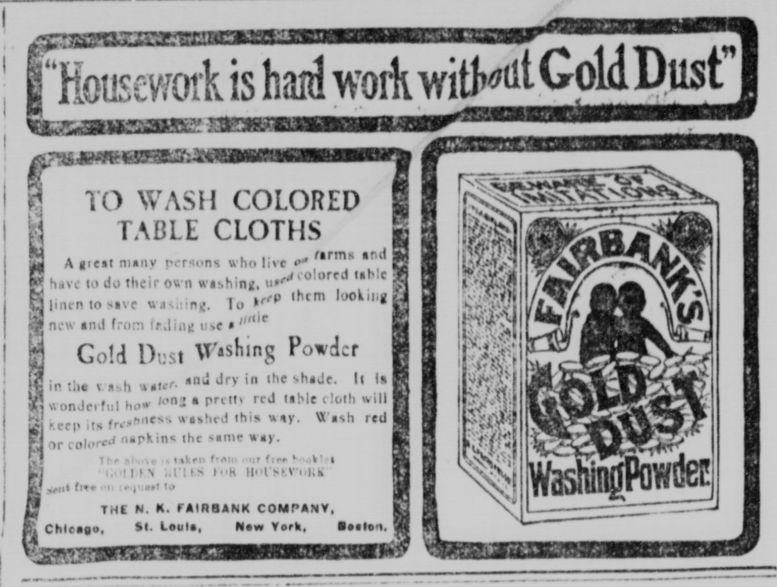 "Housework is hard work without Gold Dust"
TO WASH COLORED
TABLE CLOTHS
A great many persons who live on farms and
have to do their own washing, used colored table
linen to save washing. To keep them looking
new and from fading use a little
Gold Dust Washing Powder
in the wash water and dry in the shade. It is
wonderful how long a pretty red table cloth will
keep its freshness washed this way. Wash red
or colored napkins the same way.
The above is taken from our free booklet
"GOLDEN RULES FOR HOUSEWORK"
sent free on request to
THE N. K. FAIRBANK COMPANY,
Chicago, St. Louis, New York, Boston.
BEWARE OF
IMITATIONS
FAIRBANK'S
GOLD
DUST
Washing Powder